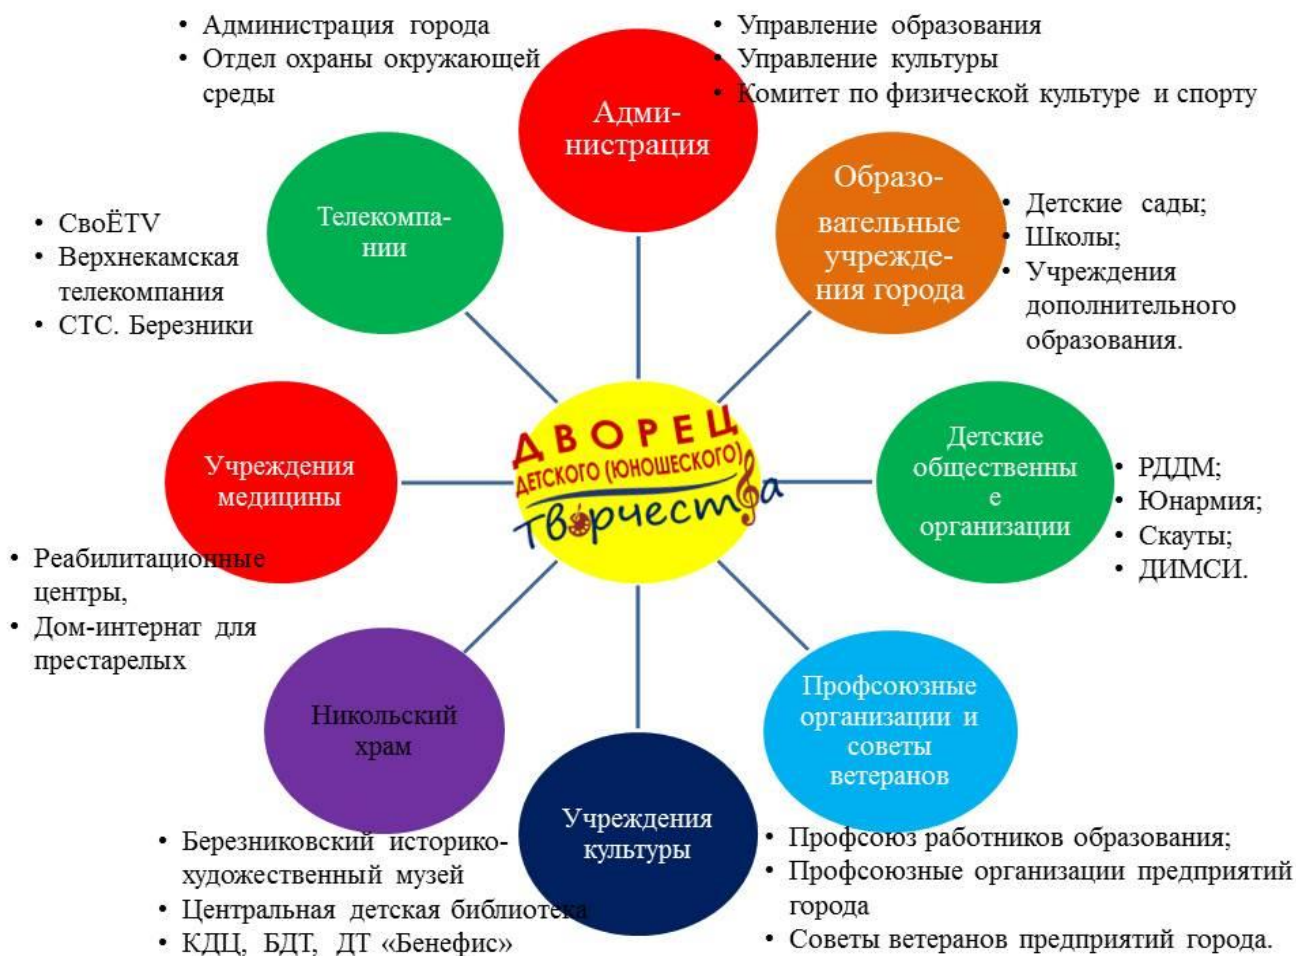 • Администрация города
• Отдел охраны окружающей
среды
Адми-
нистрация
• Управление образования
• Управление культуры
• Комитет по физической культуре и спорту
Образо-
вательные
учрежде-
ния города
• Детские сады;
• Школы;
• Учреждения
дополнительного
образования.
Телекомпа-
нии
• СвоЁTV
• Верхнекамская
телекомпания
• СТС. Березники
ДВОРЕЦ
ДЕТСКОГО (ЮНОШЕСКОГО)
творчества
Детские
общественны
е
организации
• РДДМ;
• Юнармия;
• Скауты;
• ДИМСИ.
Учреждения
медицины
• Реабилитационные
центры,
• Дом-интернат для
престарелых
Профсоюзные
организации и
советы
ветеранов
• Профсоюз работников образования;
• Профсоюзные организации предприятий
города
• Советы ветеранов предприятий города.
Никольский
храм
Учреждения
культуры
• Березниковский историко-
художественный музей
• Центральная детская библиотека
• КДЦ, БДТ, ДТ «Бенефис»